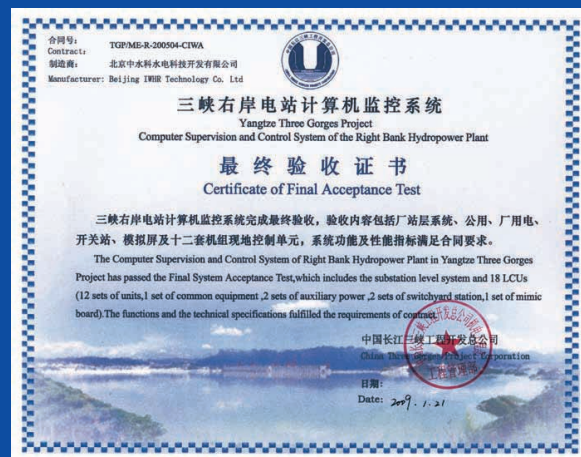 合同号:
Contract:
TGP/ME-R-200504-CIWA
制造商:
北京中水科水电科技开发有限公司
Manufacturer: Beijing IWHR Technology Co. Ltd
三峡右岸电站计算机监控系统
Yangtze Three Gorges Project
Computer Supervision and Control System of the Right Bank Hydropower Plant
最终验收证书
Certificate of Final Acceptance Test
三峡右岸电站计算机监控系统完成最终验收，验收内容包括厂站层系统、公用、厂用电、
开关站、模拟屏及十二套机组现地控制单元，系统功能及性能指标满足合同要求。
The Computer Supervision and Control System of Right Bank Hydropower Plant in Yangtze Three Gorges
Project has passed the Final System Acceptance Test,which includes the substation level system and 18 LCUs
(12 sets of units,1 set of common equipment ,2 sets of auxiliary power ,2 sets of switchyard station,1 set of mimic
board).The functions and the technical specifications fulfilled the requirements of contract.
中国长江三峡工程开发总公司
China Three Gorges Project Corporation
工程管理部
日期:
Date: 2009.1.21